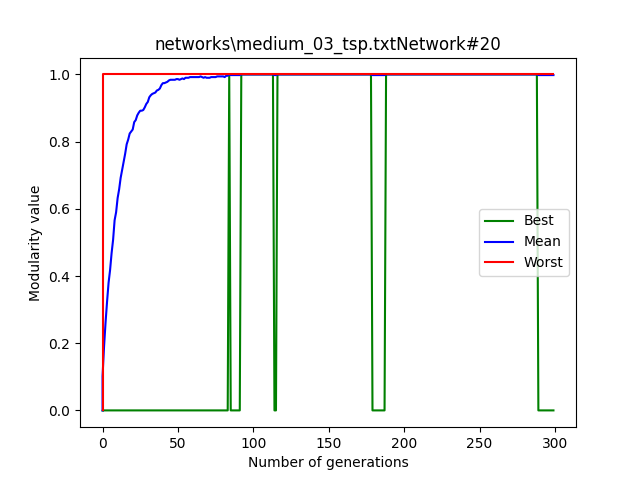 networks\medium_03_tsp.txtNetwork#20
Modularity value
1.0
0.8
0.6
0.4
0.2
0.0
Best
Mean
Worst
0 50 100 150 200 250 300
Number of generations